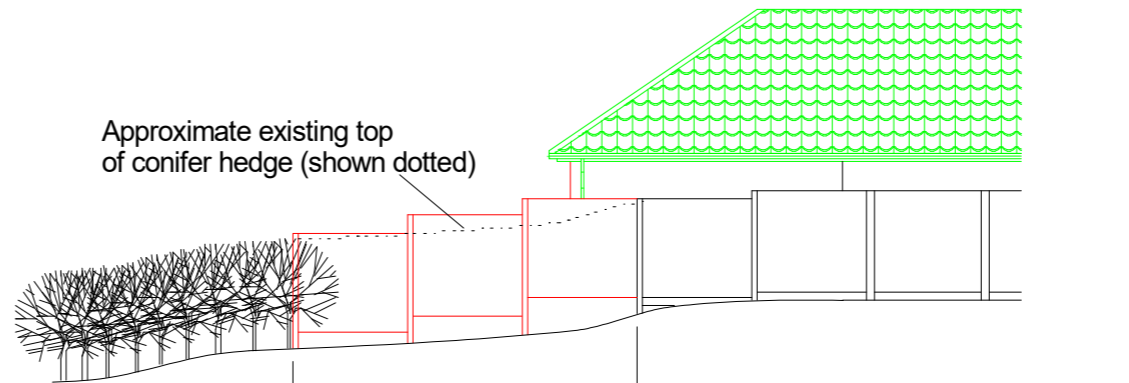 Approximate existing top
of conifer hedge (shown dotted)